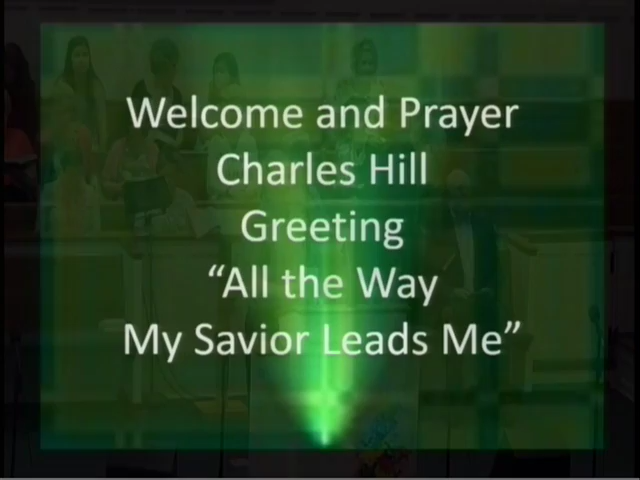 Welcome and Prayer
Charles Hill
Greeting
“All the Way
My Savior Leads Me”